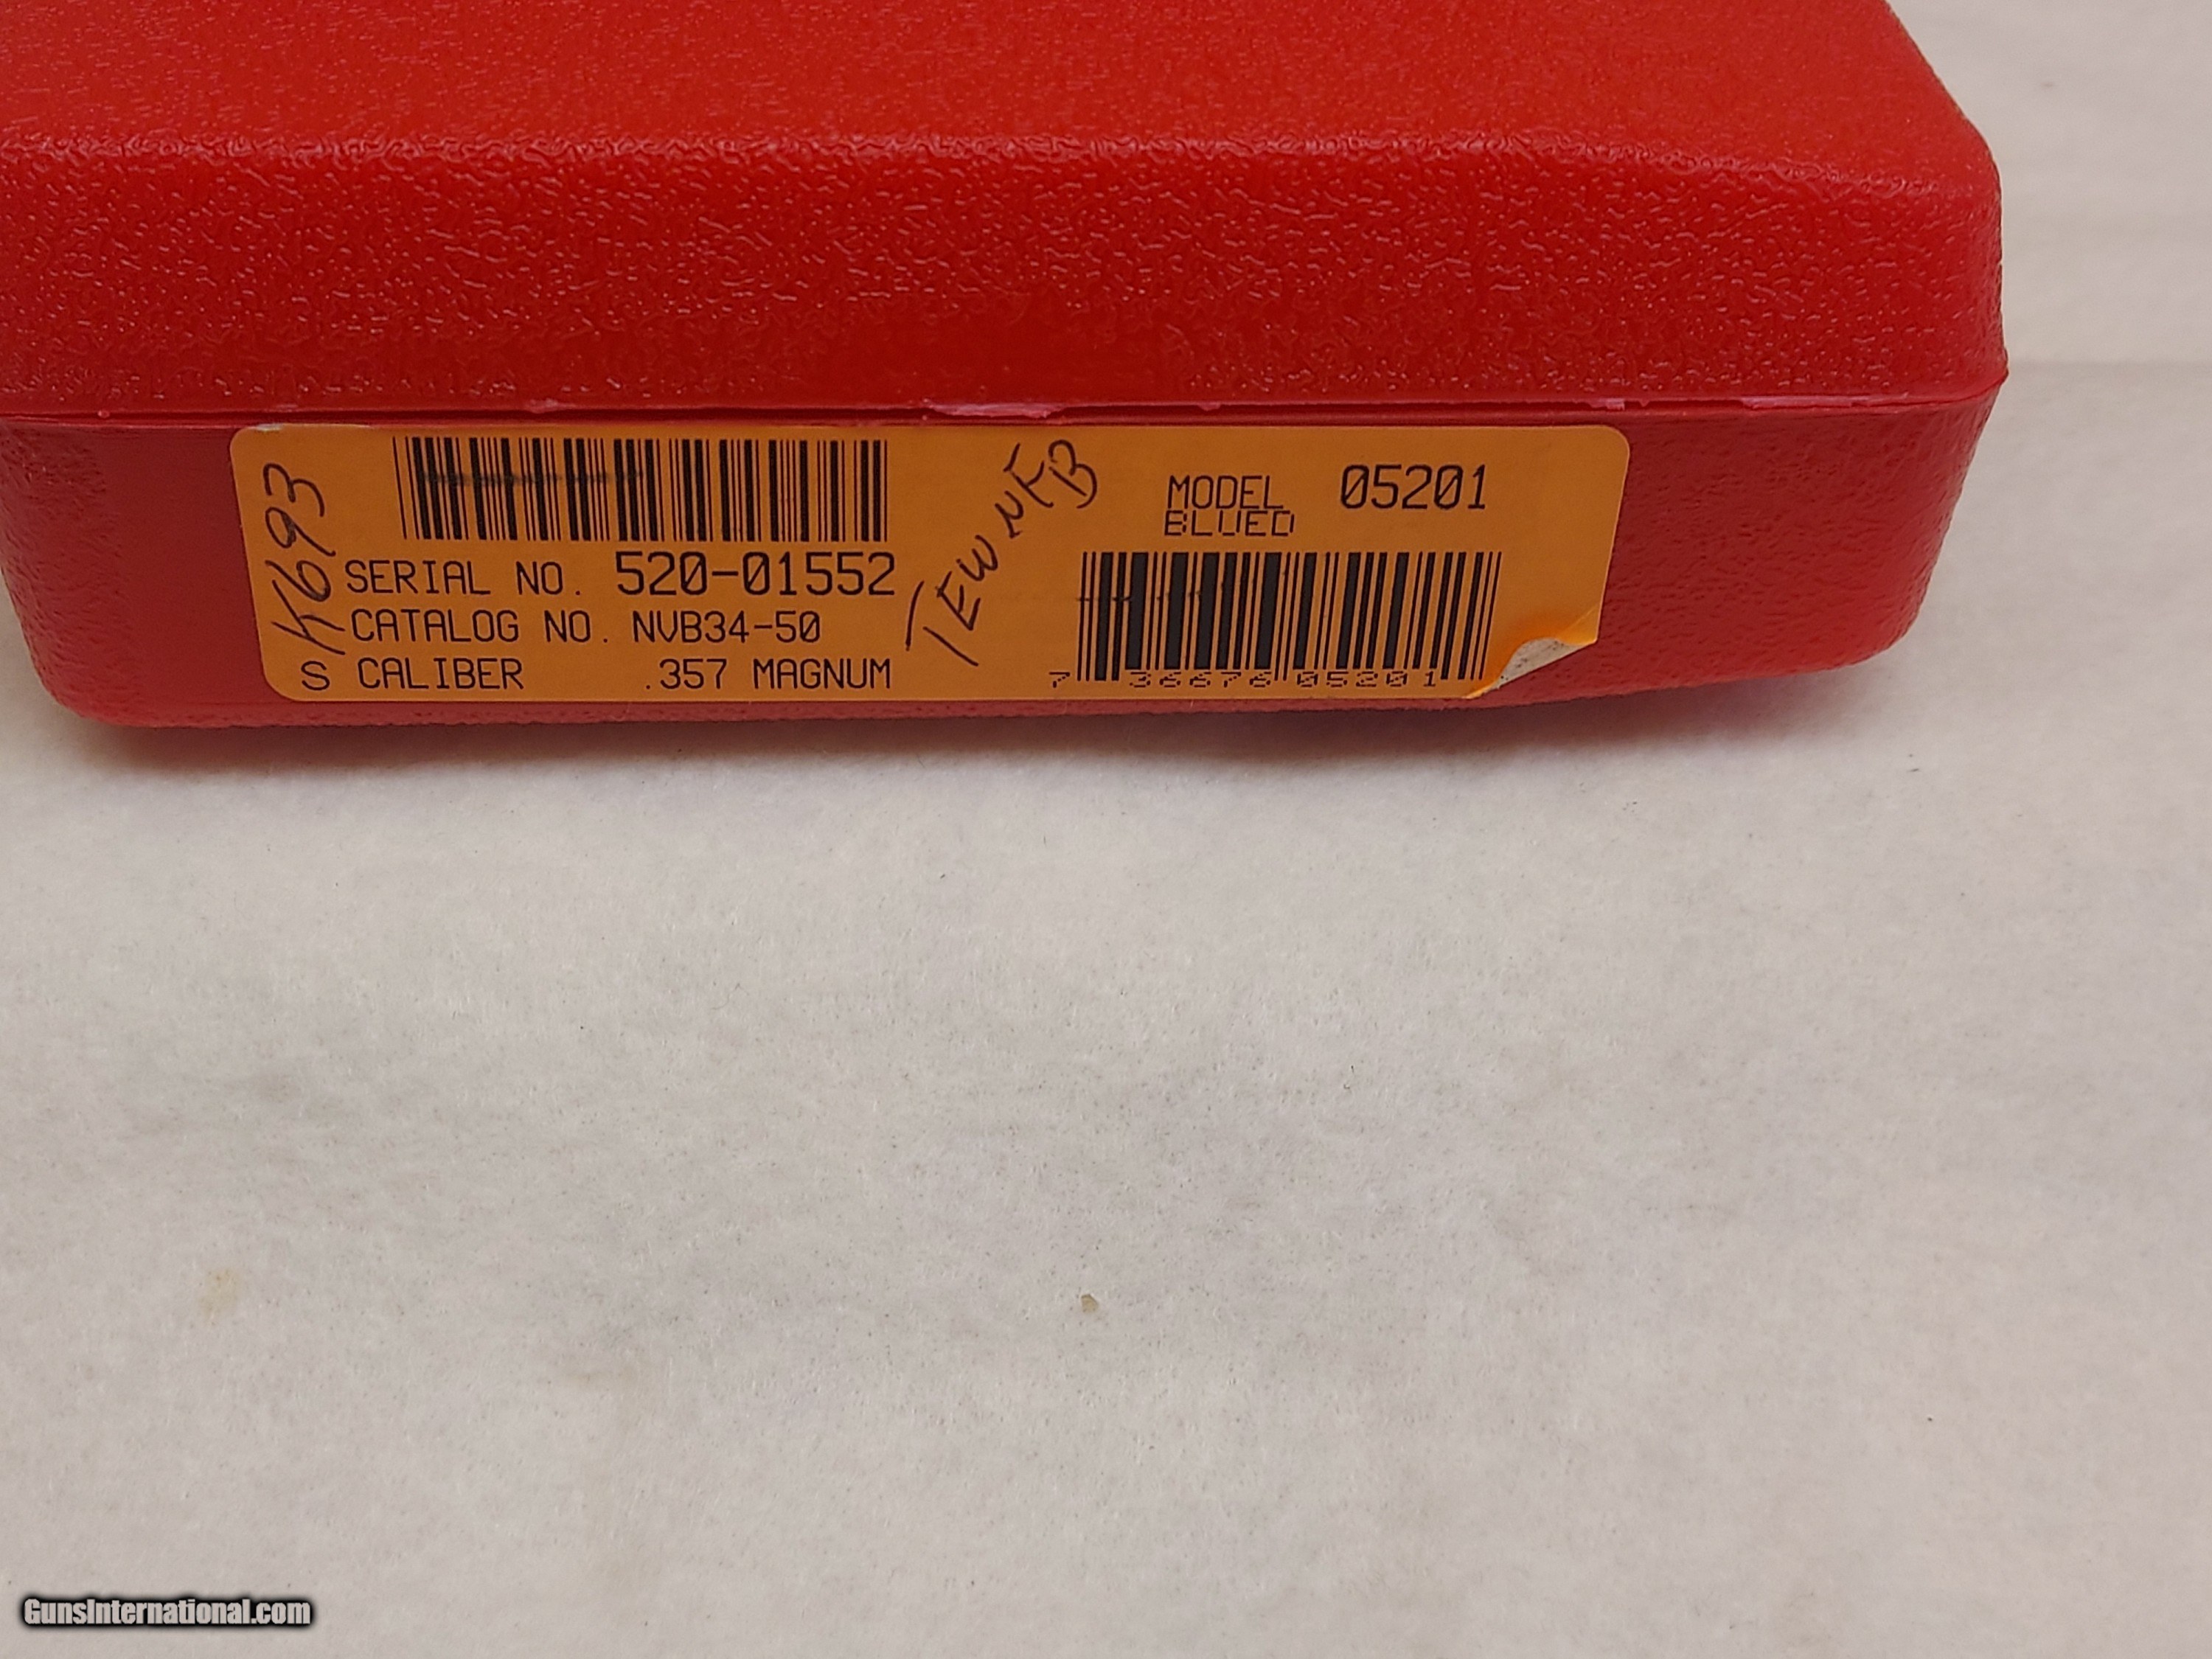 K693
SERIAL NO. 520-01552
CATALOG NO. NVB34-50
S CALIBER .357 MAGNUM
MODEL 05201
BLUED
7 36676 05201
GunsInternational.com